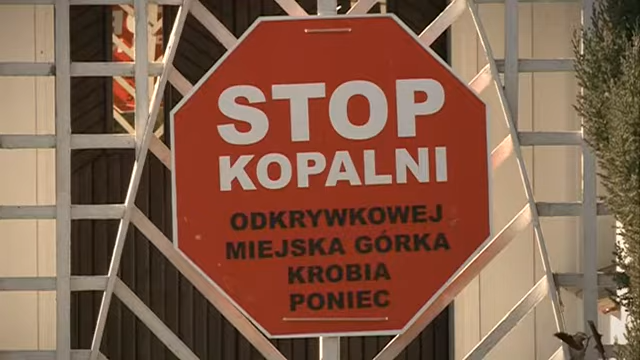 STOP
KOPALNI
ODKRYWKOWEJ
MIEJSKA GÓRKA
KROBIA
PONIEC